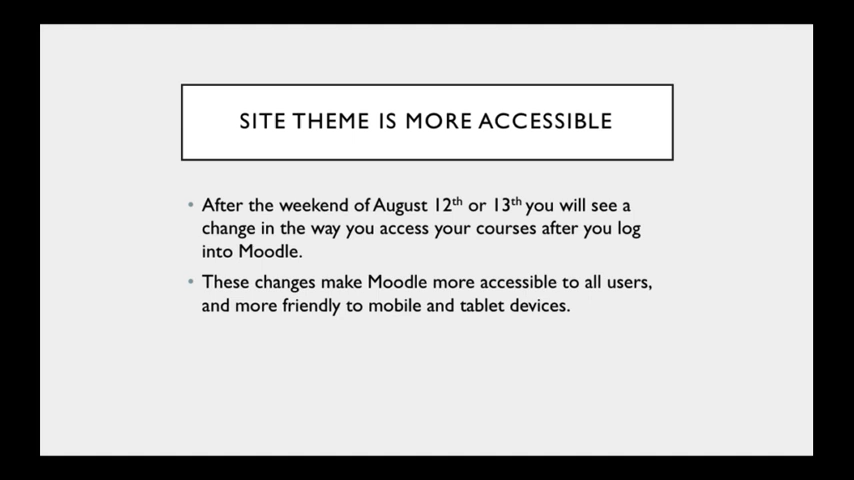 SITE THEME IS MORE ACCESSIBLE
• After the weekend of August 12th or 13th you will see a
change in the way you access your courses after you log
into Moodle.
• These changes make Moodle more accessible to all users,
and more friendly to mobile and tablet devices.